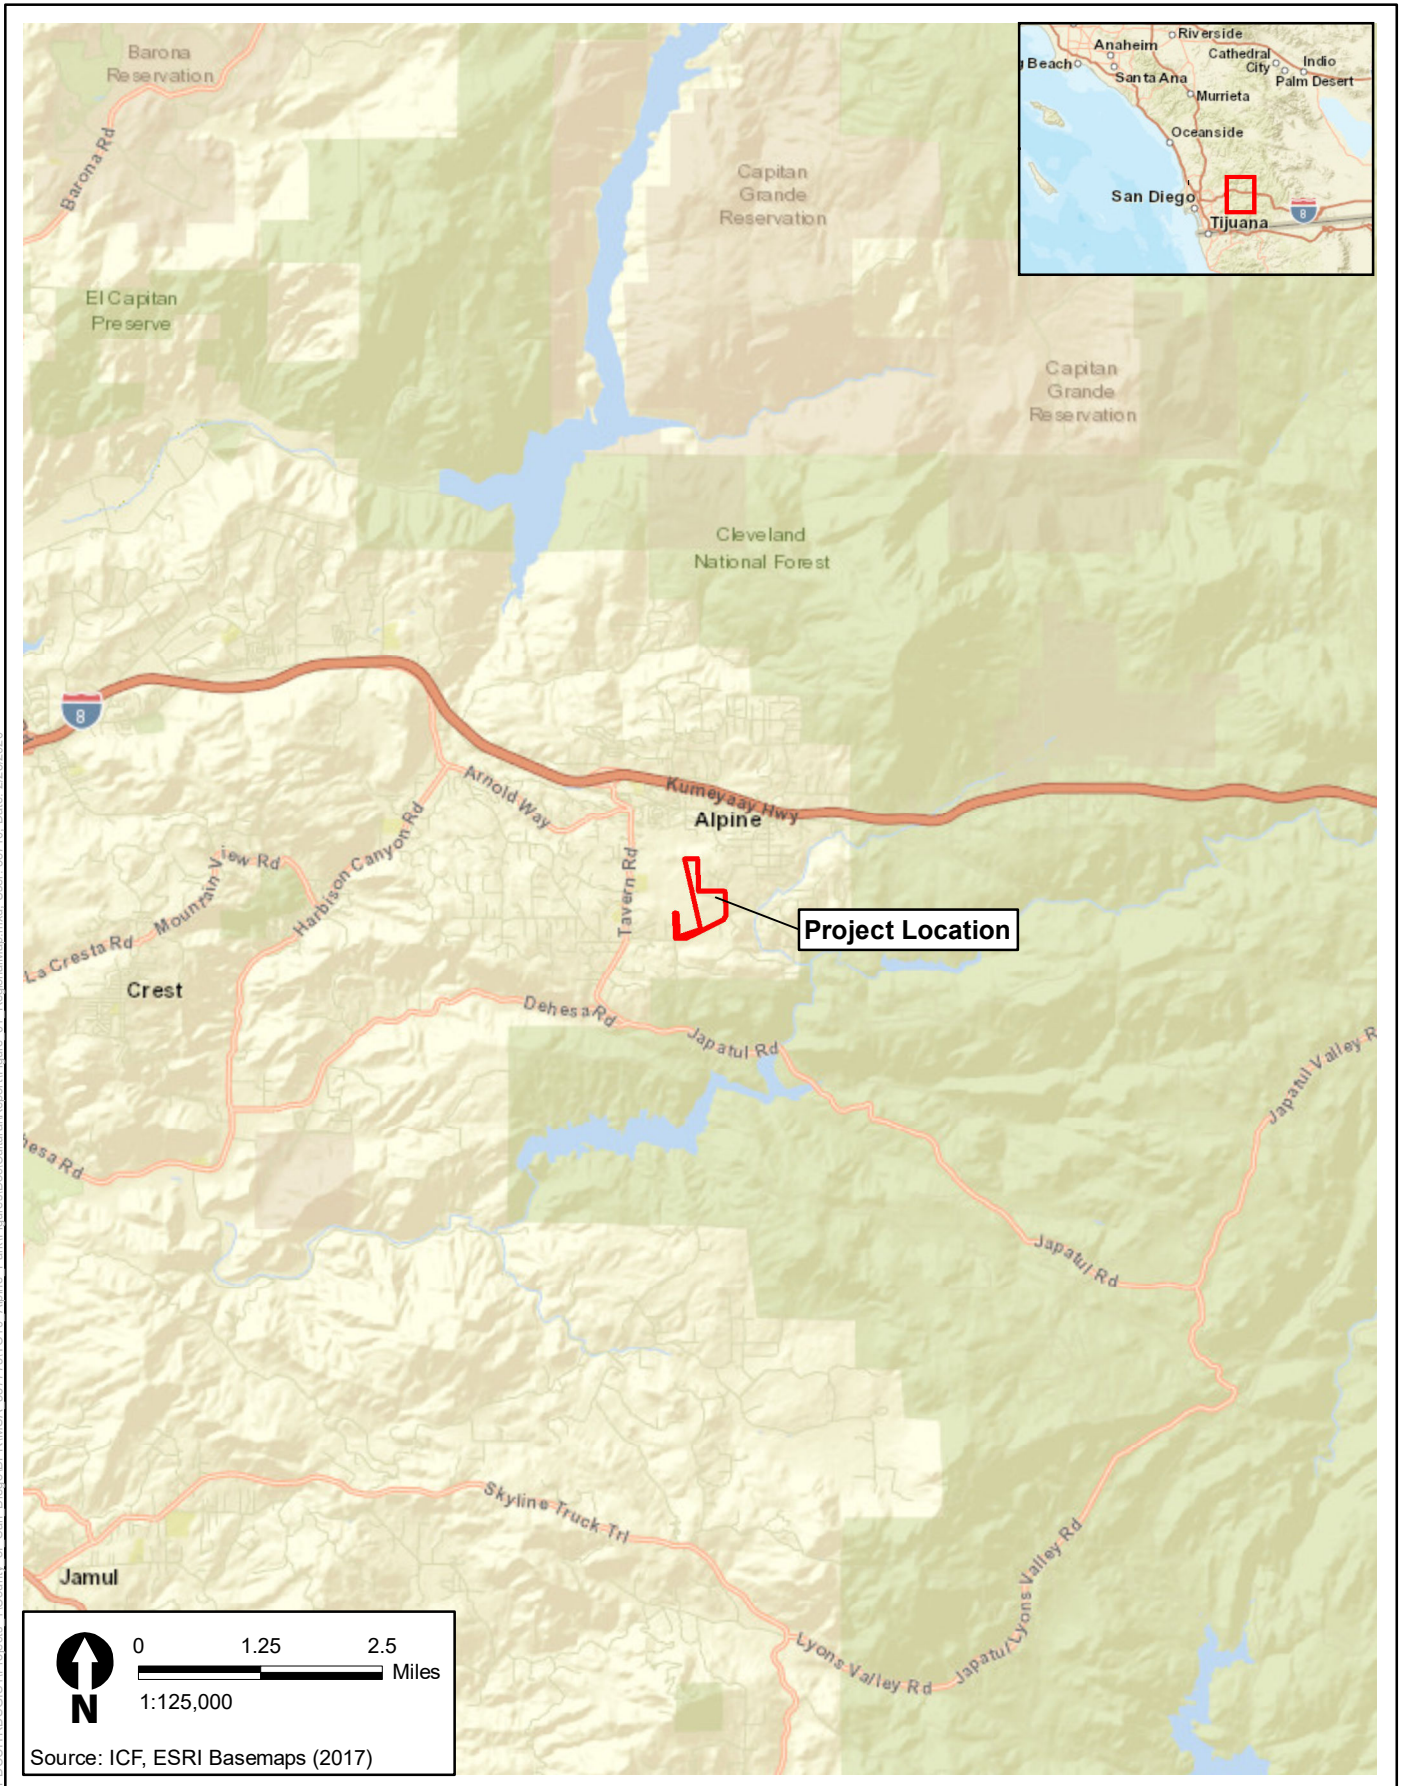 Barona
Reservation
Barona Rd
Capitan
Grande
Reservation
Riverside
Anaheim
Cathedral
City
Indio
Beach
Santa Ana
Palm Desert
Murrieta
Oceanside
San Diego
8
Tijuana
El Capitan
Preserve
Capitan
Grande
Reservation
Cleveland
National Forest
8
Arnold Way
Kumeyaay Hwy
Alpine
Mountain View Rd
Harbison Canyon Rd
Tavern Rd
Project Location
La Cresta Rd
Crest
Dehesa Rd
Japatul Rd
Japatul Valley R
hesa Rd
Japatul Rd
Skyline Truck Trl
Jamul
Lyons Valley Rd
Japatul/Lyons Valley Rd
0 1.25 2.5
Miles
1:125,000
N
Source: ICF, ESRI Basemaps (2017)